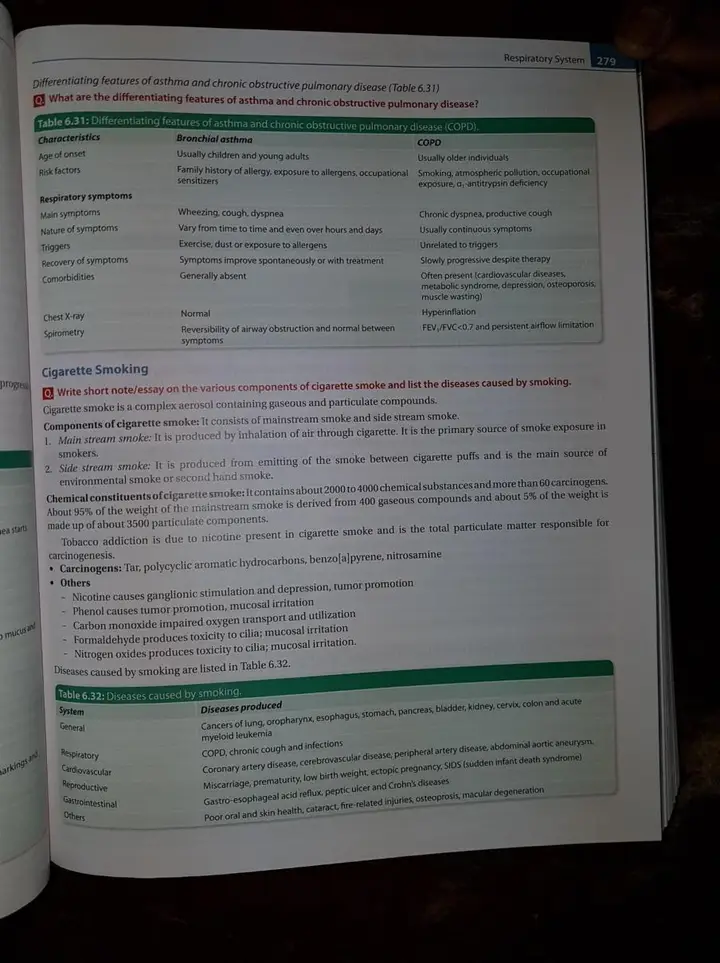 Respiratory System 279
Differentiating features of asthma and chronic obstructive pulmonary disease (Table 6.31)
Q. What are the differentiating features of asthma and chronic obstructive pulmonary disease?
Table 6.31: Differentiating features of asthma and chronic obstructive pulmonary disease (COPD).
Characteristics Bronchial asthma COPD
Age of onset Usually children and young adults Usually older individuals
Risk factors Family history of allergy, exposure to allergens, occupational Smoking, atmospheric pollution, occupational
sensitizers exposure, α₁-antitrypsin deficiency
Respiratory symptoms
Main symptoms Wheezing, cough, dyspnea Chronic dyspnea, productive cough
Nature of symptoms Vary from time to time and even over hours and days Usually continuous symptoms
Triggers Exercise, dust or exposure to allergens Unrelated to triggers
Recovery of symptoms Symptoms improve spontaneously or with treatment Slowly progressive despite therapy
Comorbidities Generally absent Often present (cardiovascular diseases,
metabolic syndrome, depression, osteoporosis,
muscle wasting)
Chest X-ray Normal Hyperinflation
Spirometry Reversibility of airway obstruction and normal between FEV₁/FVC<0.7 and persistent airflow limitation
symptoms
Cigarette Smoking
Q. Write short note/essay on the various components of cigarette smoke and list the diseases caused by smoking.
Cigarette smoke is a complex aerosol containing gaseous and particulate compounds.
Components of cigarette smoke: It consists of mainstream smoke and side stream smoke.
1. Main stream smoke: It is produced by inhalation of air through cigarette. It is the primary source of smoke exposure in
smokers.
2. Side stream smoke: It is produced from emitting of the smoke between cigarette puffs and is the main source of
environmental smoke or second hand smoke.
Chemical constituents of cigarette smoke: It contains about 2000 to 4000 chemical substances and more than 60 carcinogens.
About 95% of the weight of the mainstream smoke is derived from 400 gaseous compounds and about 5% of the weight is
made up of about 3500 particulate components.
Tobacco addiction is due to nicotine present in cigarette smoke and is the total particulate matter responsible for
carcinogenesis.
• Carcinogens: Tar, polycyclic aromatic hydrocarbons, benzo[a]pyrene, nitrosamine
• Others
– Nicotine causes ganglionic stimulation and depression, tumor promotion
– Phenol causes tumor promotion, mucosal irritation
– Carbon monoxide impaired oxygen transport and utilization
– Formaldehyde produces toxicity to cilia; mucosal irritation
– Nitrogen oxides produces toxicity to cilia; mucosal irritation.
Diseases caused by smoking are listed in Table 6.32.
Table 6.32: Diseases caused by smoking.
System Diseases produced
General Cancers of lung, oropharynx, esophagus, stomach, pancreas, bladder, kidney, cervix, colon and acute
myeloid leukemia
Respiratory COPD, chronic cough and infections
Cardiovascular Coronary artery disease, cerebrovascular disease, peripheral artery disease, abdominal aortic aneurysm,
Reproductive Miscarriage, prematurity, low birth weight, ectopic pregnancy, SIDS (sudden infant death syndrome)
Gastrointestinal Gastro-esophageal acid reflux, peptic ulcer and Crohn's diseases
Others Poor oral and skin health, cataract, fire-related injuries, osteoprosis, macular degeneration